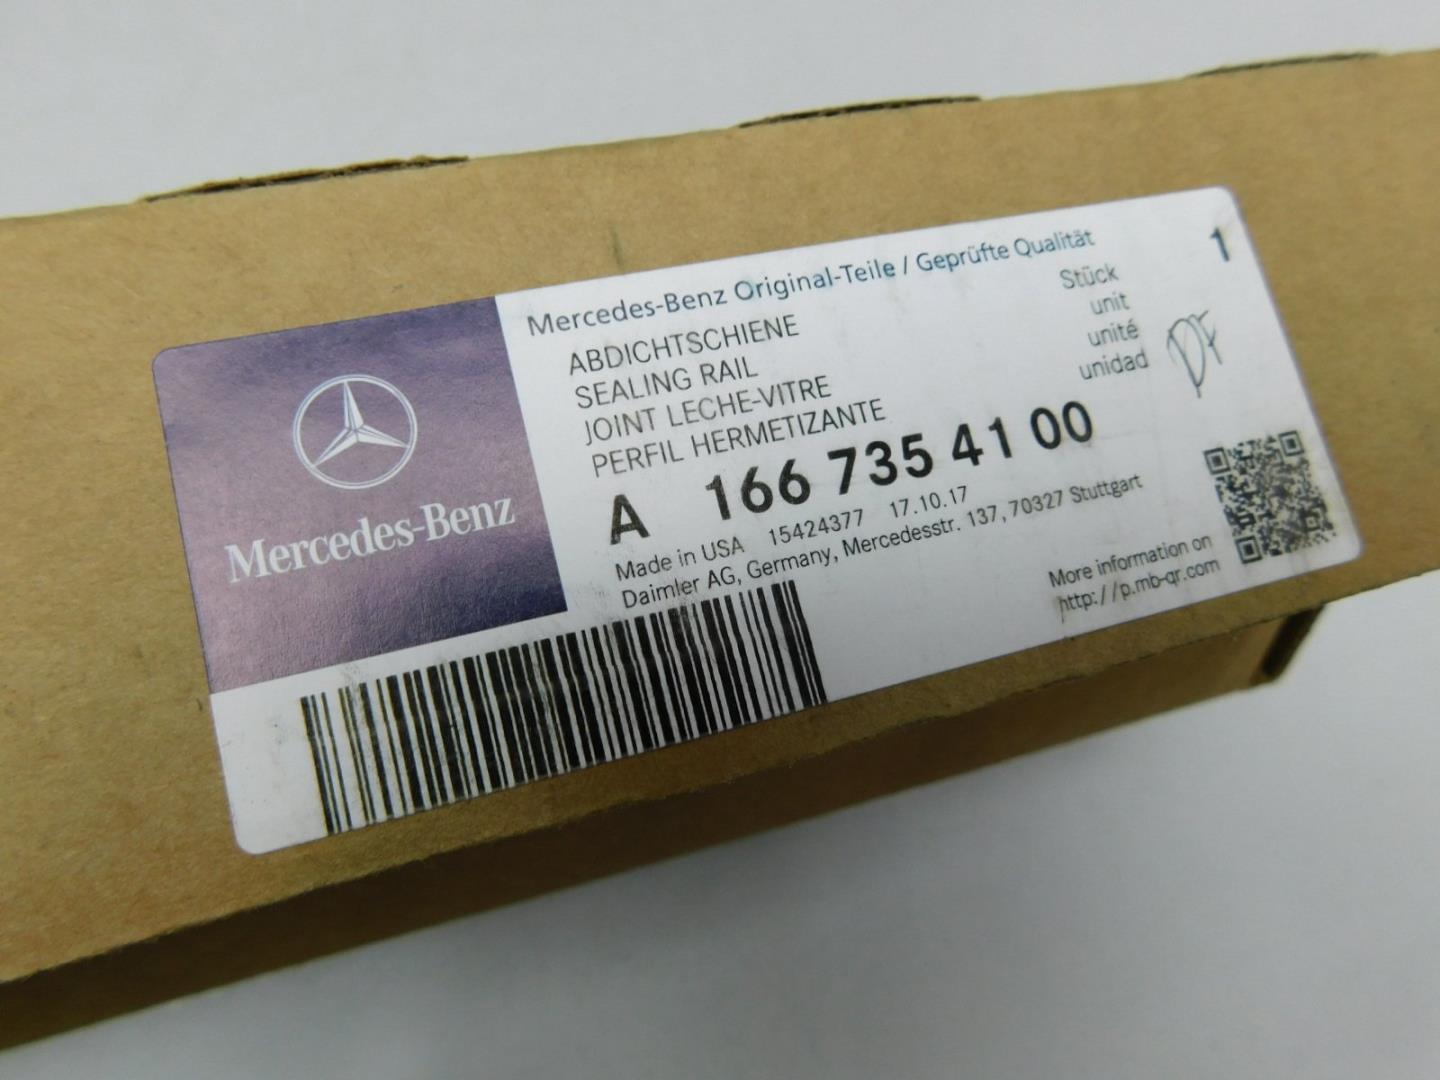 Mercedes-Benz
Mercedes-Benz Original-Teile / Geprüfte Qualität
ABDICHTSCHIENE
SEALING RAIL
JOINT LECHE-VITRE
PERFIL HERMETIZANTE
Stück
unit
unité
unidad
1
DF
A 166 735 41 00
Made in USA 15424377 17.10.17
Daimler AG, Germany, Mercedesstr. 137, 70327 Stuttgart
More information on
http://p.mb-qr.com